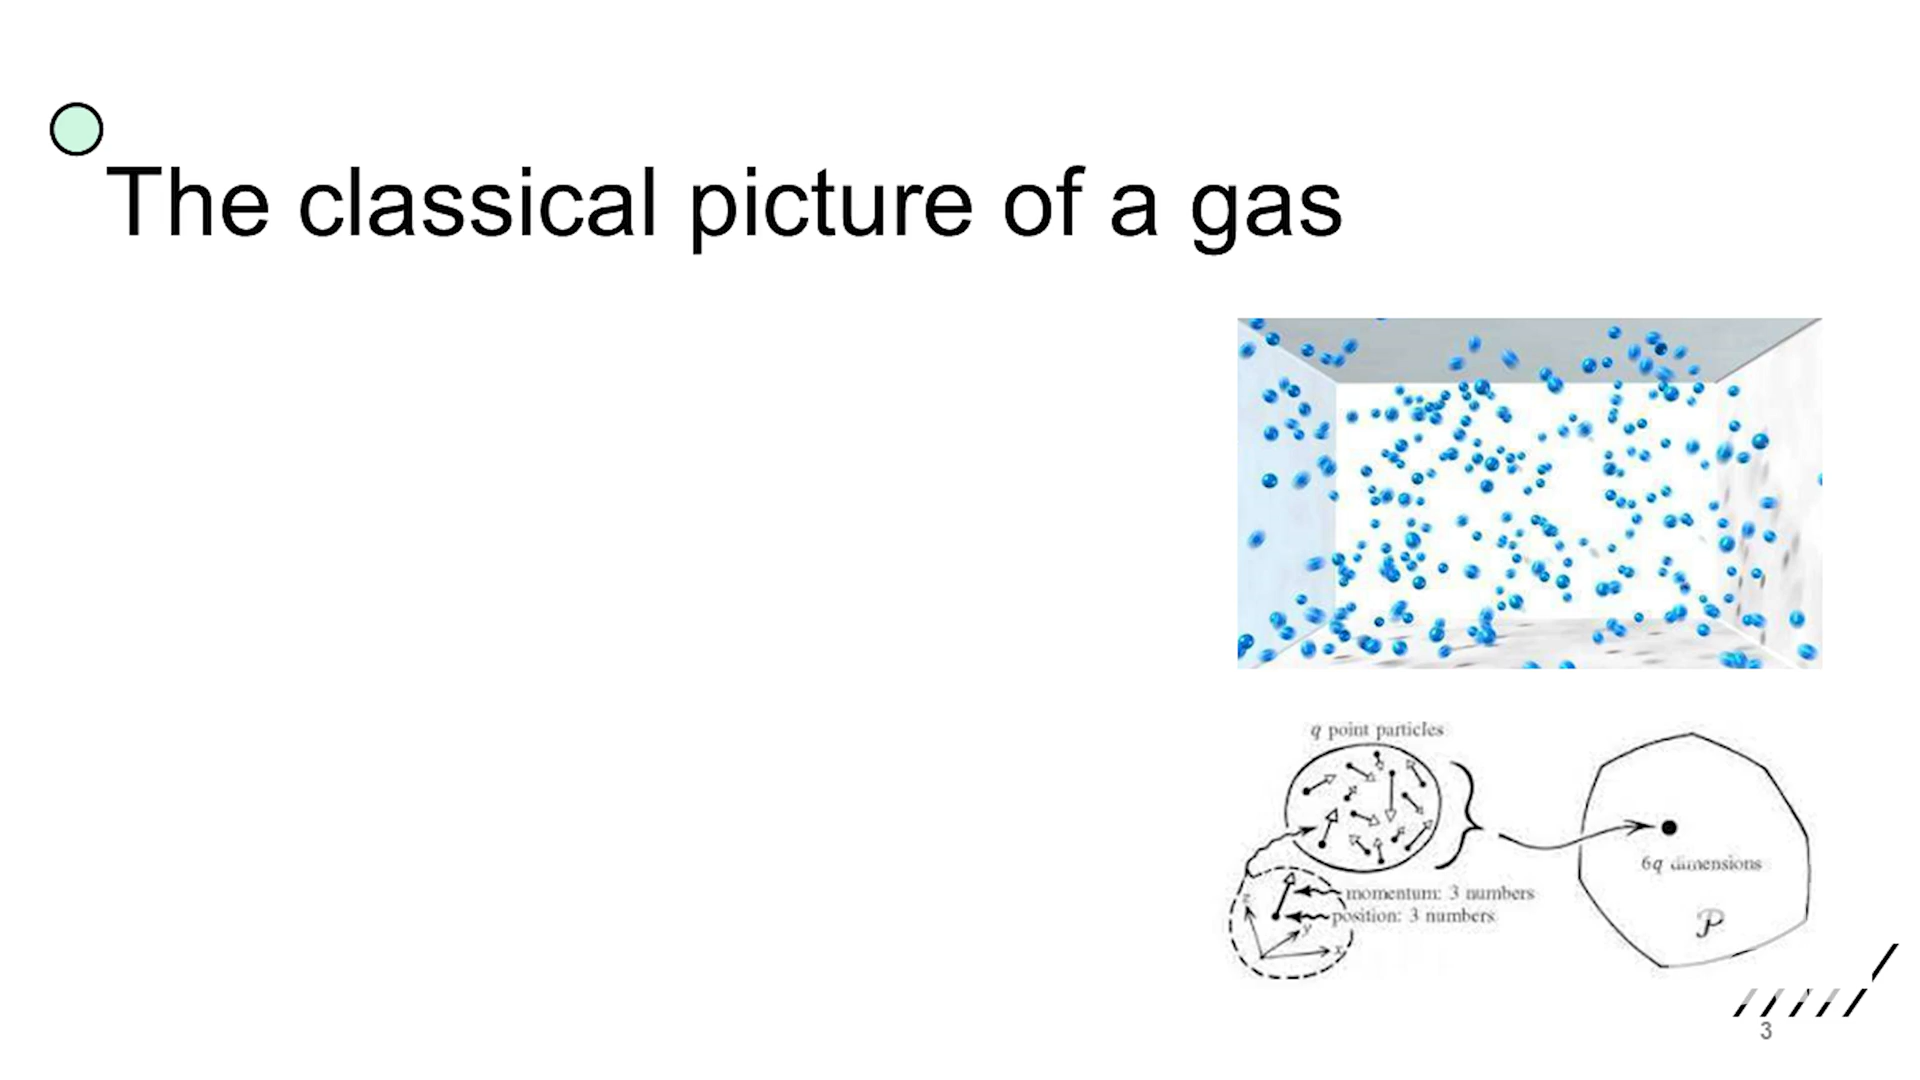 The classical picture of a gas
q point particles
6q dimensions
momentum: 3 numbers
position: 3 numbers
z
y
x
P
3